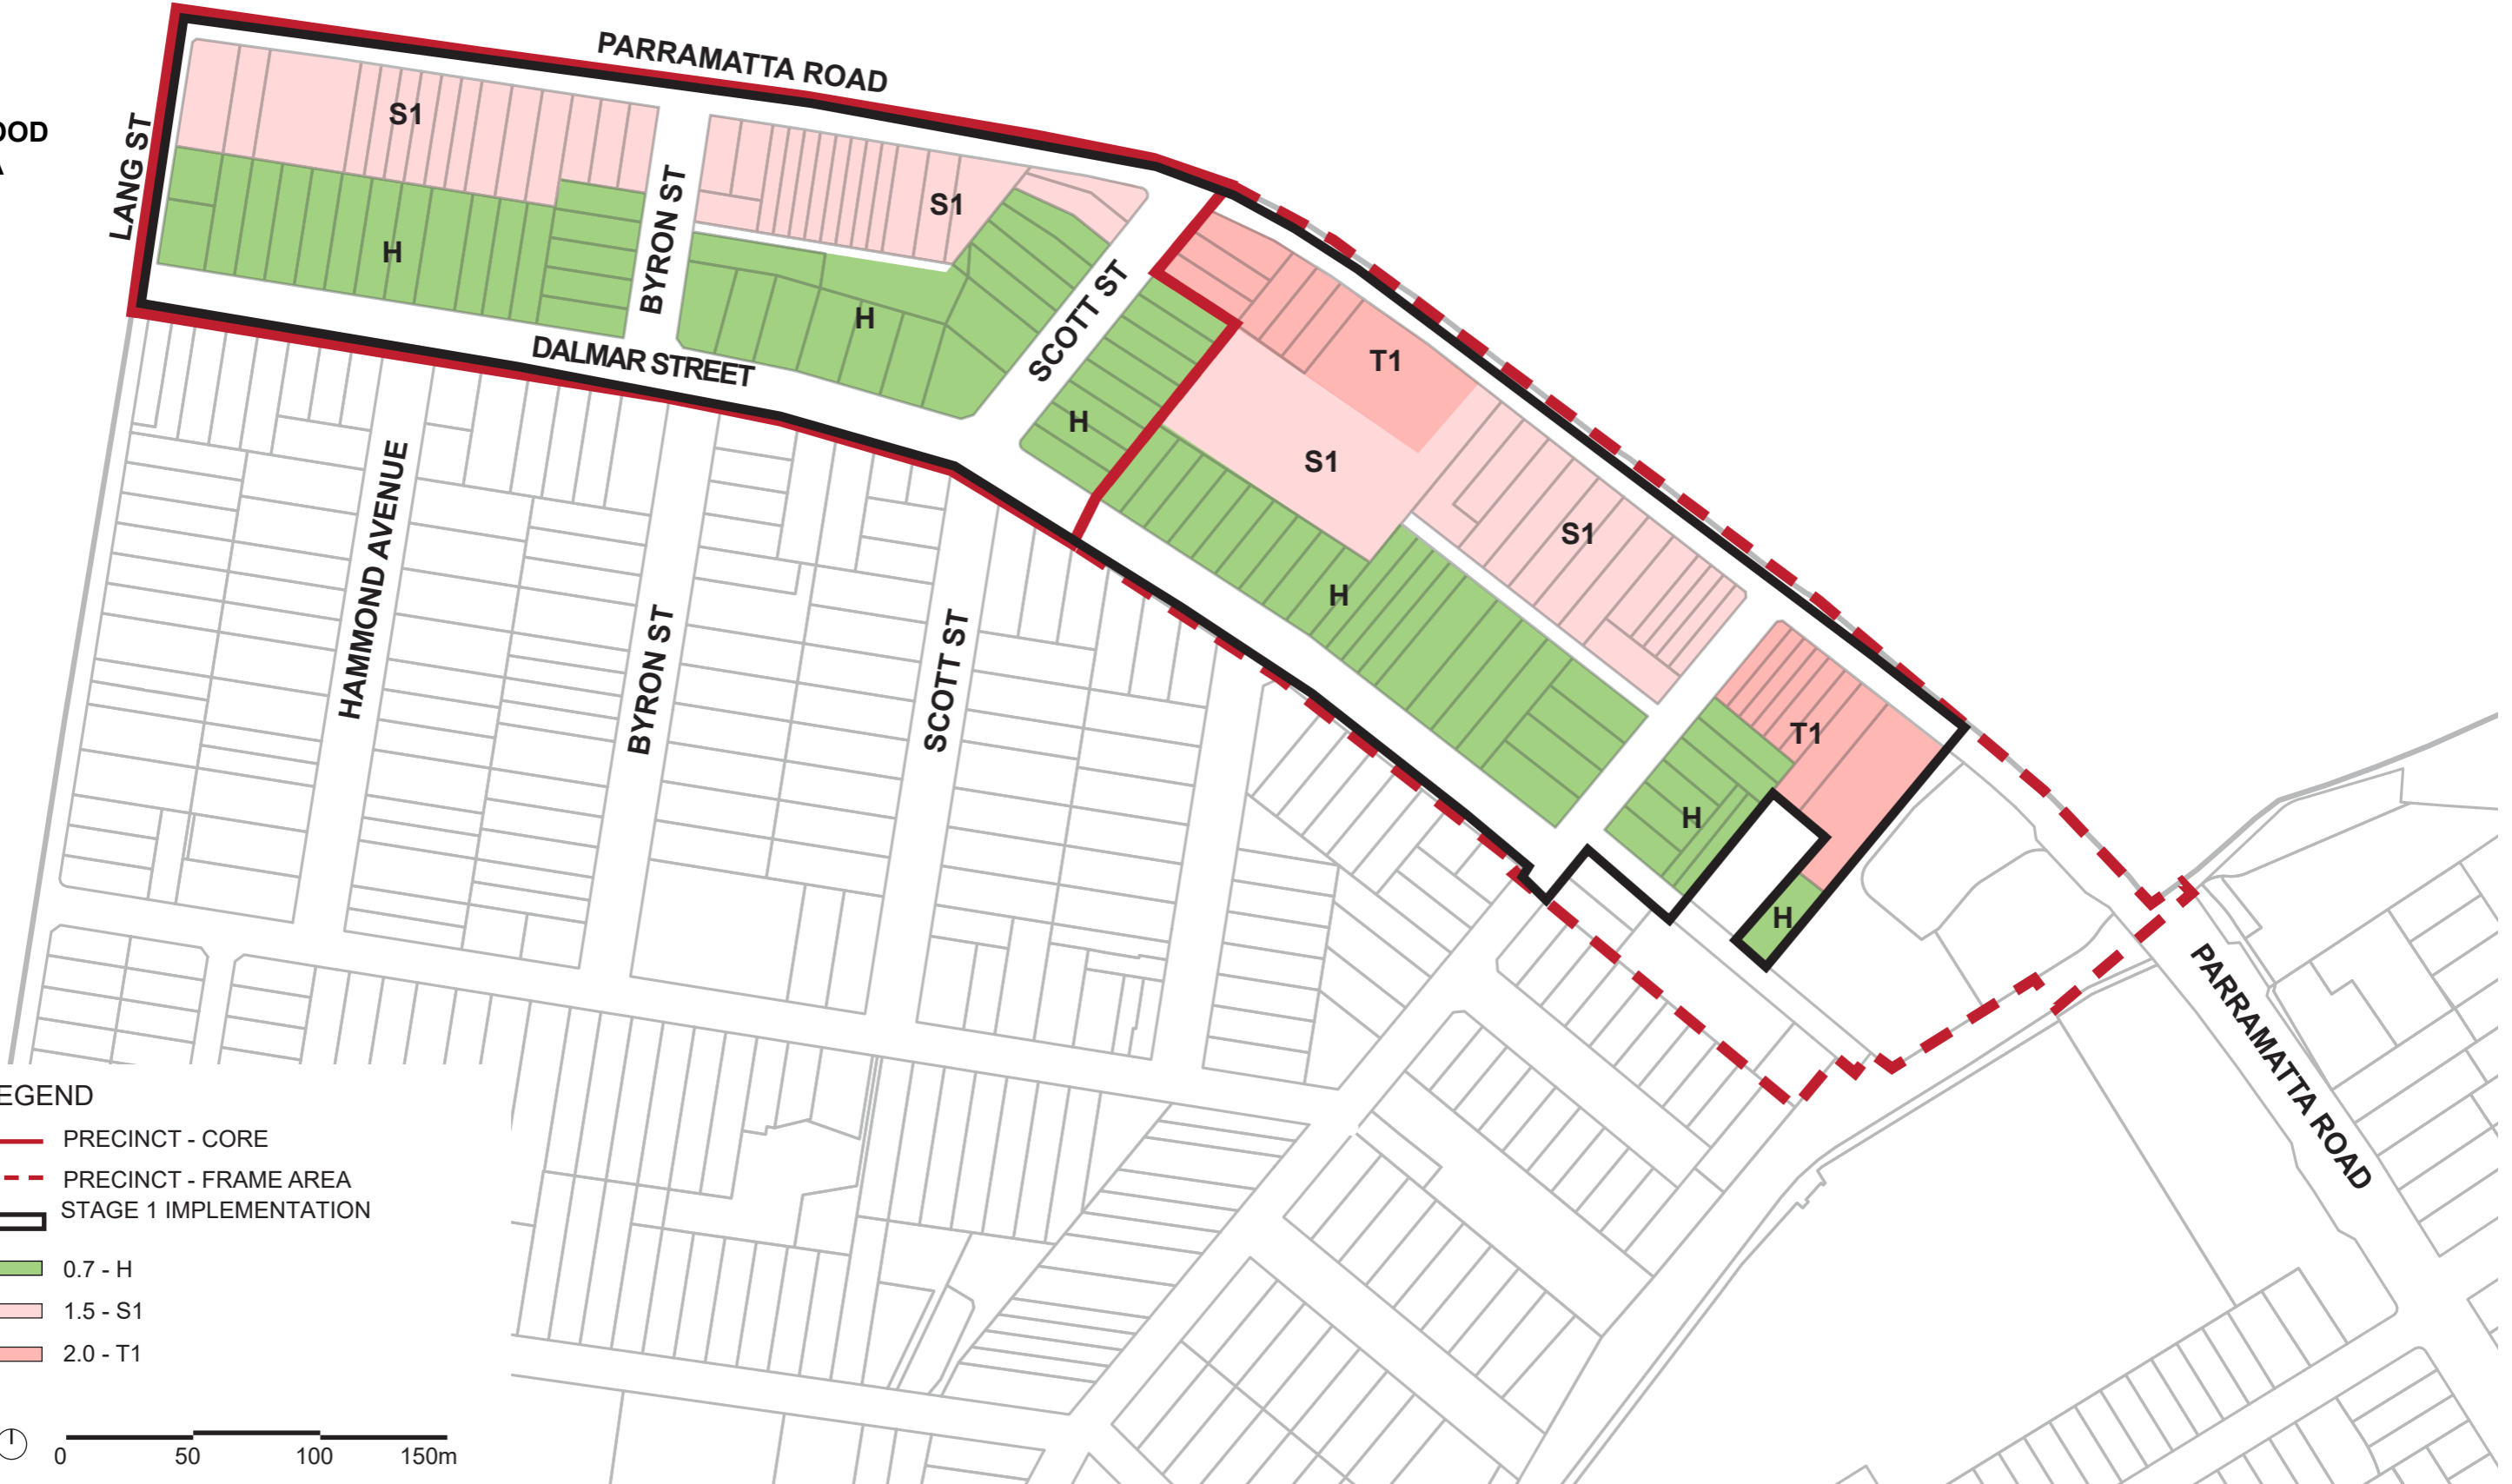 PARRAMATTA ROAD
OOD
A
LANG ST
S1
H
BYRON ST
S1
H
DALMAR STREET
SCOTT ST
H
T1
S1
S1
H
T1
H
H
HAMMOND AVENUE
BYRON ST
SCOTT ST
PARRAMATTA ROAD
EGEND
PRECINCT - CORE
PRECINCT - FRAME AREA
STAGE 1 IMPLEMENTATION
0.7 - H
1.5 - S1
2.0 - T1
0 50 100 150m